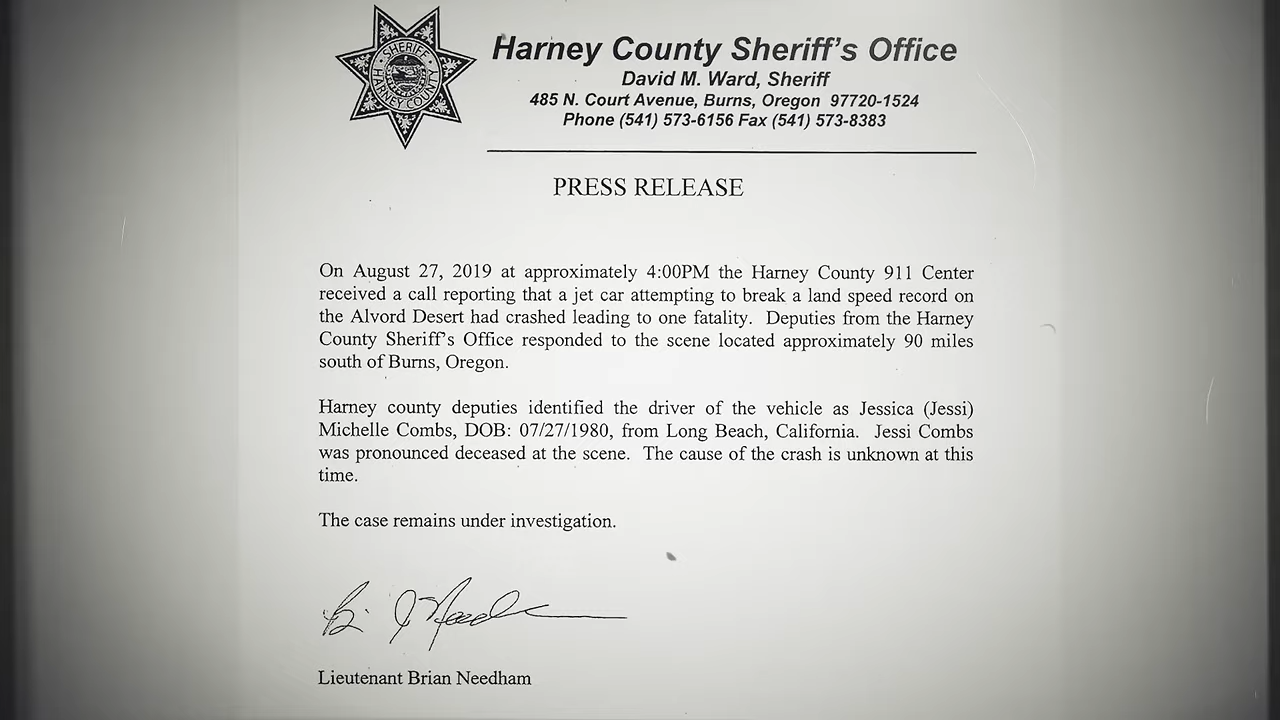 SHERIFF
HARNEY COUNTY
Harney County Sheriff's Office
David M. Ward, Sheriff
485 N. Court Avenue, Burns, Oregon 97720-1524
Phone (541) 573-6156 Fax (541) 573-8383
PRESS RELEASE
On August 27, 2019 at approximately 4:00PM the Harney County 911 Center
received a call reporting that a jet car attempting to break a land speed record on
the Alvord Desert had crashed leading to one fatality. Deputies from the Harney
County Sheriff's Office responded to the scene located approximately 90 miles
south of Burns, Oregon.
Harney county deputies identified the driver of the vehicle as Jessica (Jessi)
Michelle Combs, DOB: 07/27/1980, from Long Beach, California. Jessi Combs
was pronounced deceased at the scene. The cause of the crash is unknown at this
time.
The case remains under investigation.
Lieutenant Brian Needham